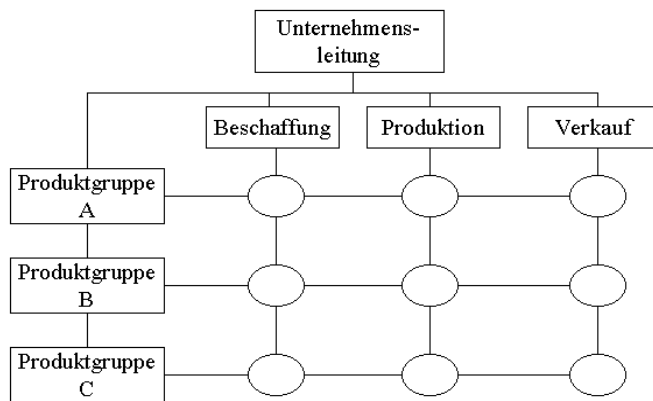 Unternehmens-
leitung
Beschaffung
Produktion
Verkauf
Produktgruppe
A
Produktgruppe
B
Produktgruppe
C